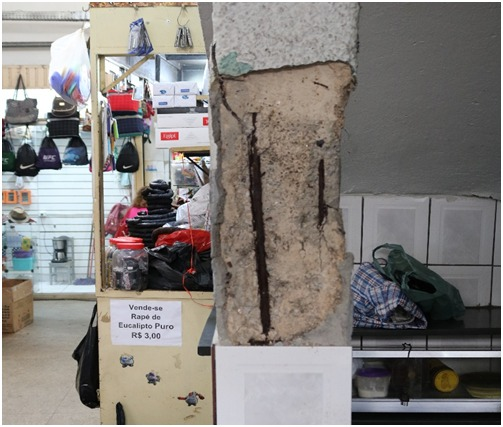 Vende-se
Rapé de
Eucalipto Puro
R$ 3,00